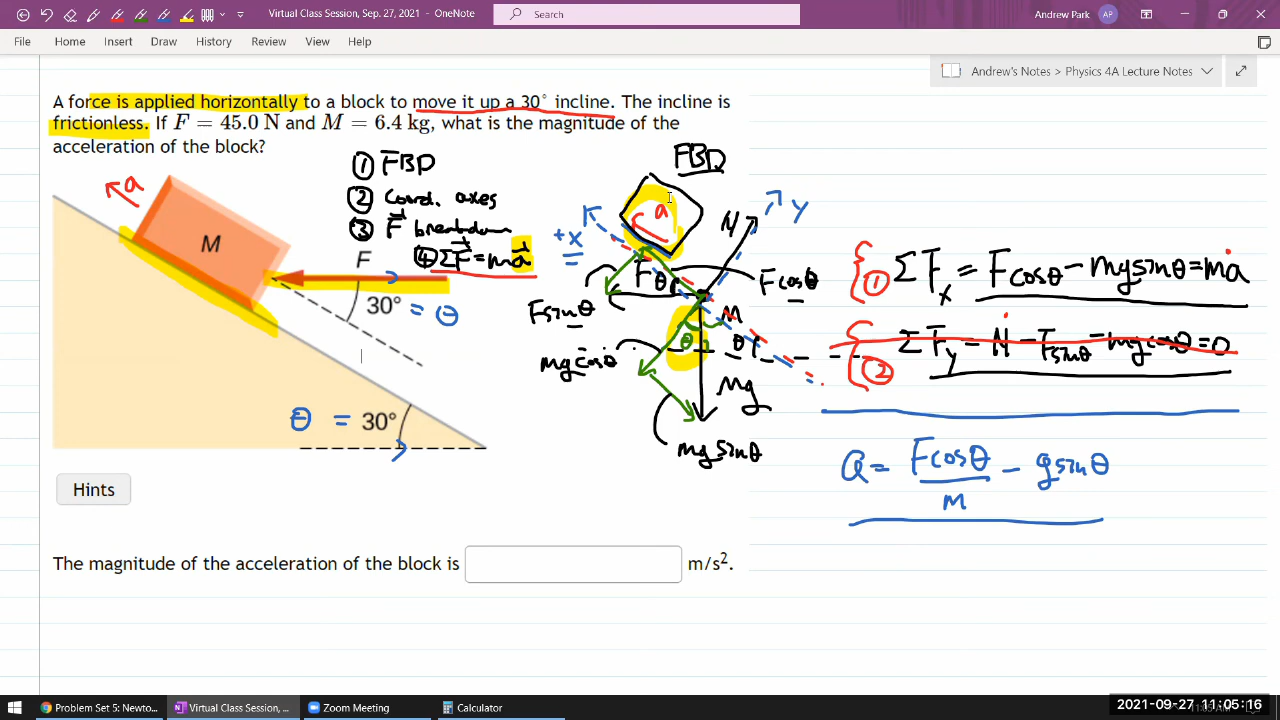 Virtual Class Session, Sep. 27, 2021 - OneNote
Search
Andrew Park
AP
File Home Insert Draw History Review View Help
Andrew's Notes > Physics 4A Lecture Notes
A force is applied horizontally to a block to move it up a 30° incline. The incline is
frictionless. If F = 45.0 N and M = 6.4 kg, what is the magnitude of the
acceleration of the block?
① FBD
② Coord. axes
③ F⃗ breakdown
④ ΣF⃗ = ma⃗
a
M
F
30° = θ
θ = 30°
FBD
a
+x
y
N
Fθ
Fcosθ
Fsinθ
M
θ
θ
mgcosθ
mg
mgsinθ
① ΣFx = Fcosθ - mgsinθ = ma
② ΣFy = N - Fsinθ - mgcosθ = 0
a = Fcosθ/m - gsinθ
Hints
The magnitude of the acceleration of the block is m/s².
Problem Set 5: Newto...
Virtual Class Session, ...
Zoom Meeting
Calculator
2021-09-27 11:05:16